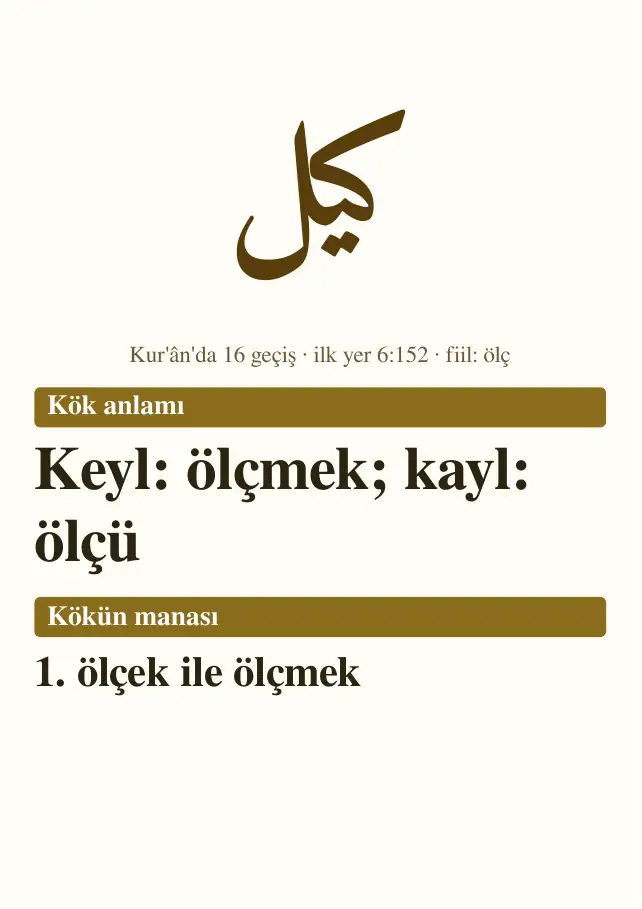 كيل
Kur'ân'da 16 geçiş · ilk yer 6:152 · fiil: ölç
Kök anlamı
Keyl: ölçmek; kayl:
ölçü
Kökün manası
1. ölçek ile ölçmek